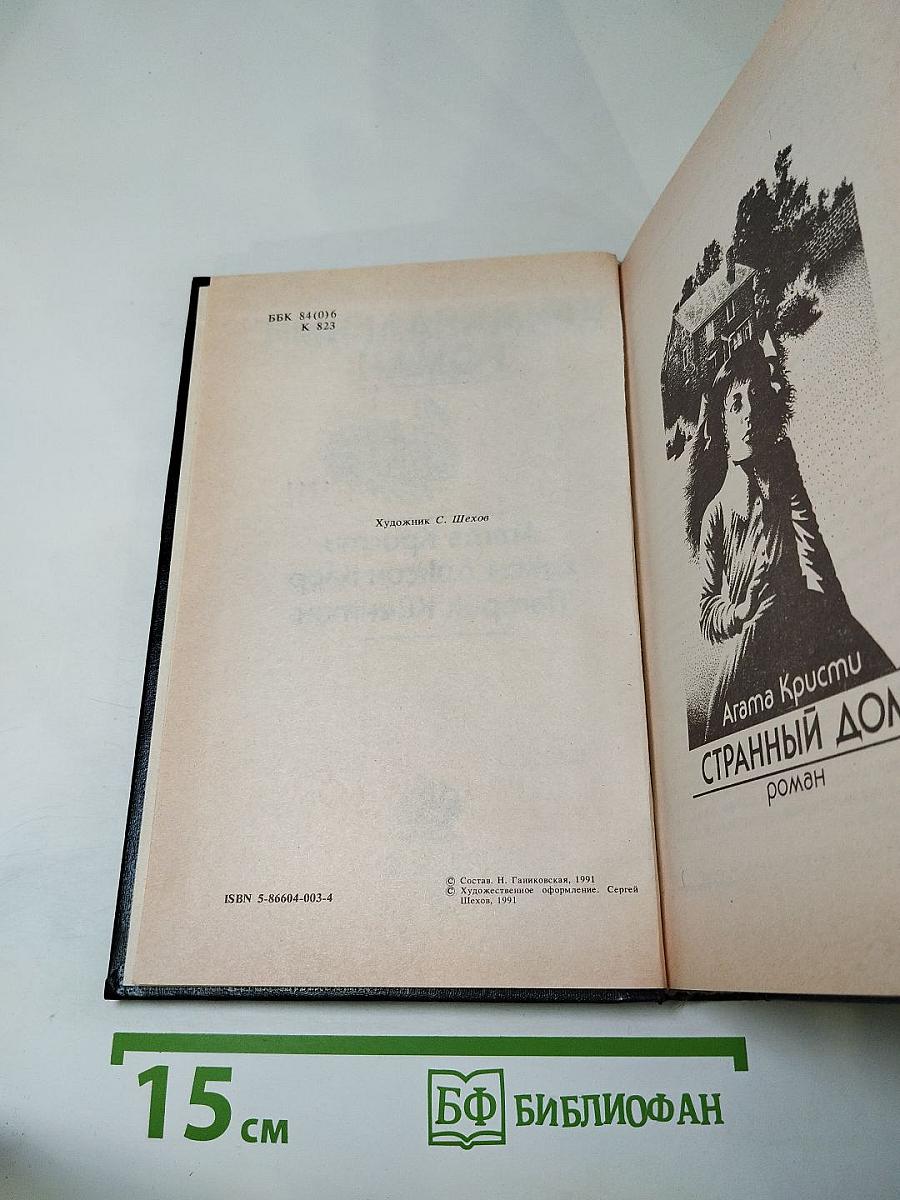 ББК 84(0)6
К 823
Художник С. Шехов
ISBN 5-86604-003-4
© Состав. Н. Ганиковская, 1991
© Художественное оформление. Сергей
Шехов, 1991
Агата Кристи
СТРАННЫЙ ДОМ
роман
15 см
БФ БИБЛИОФАН